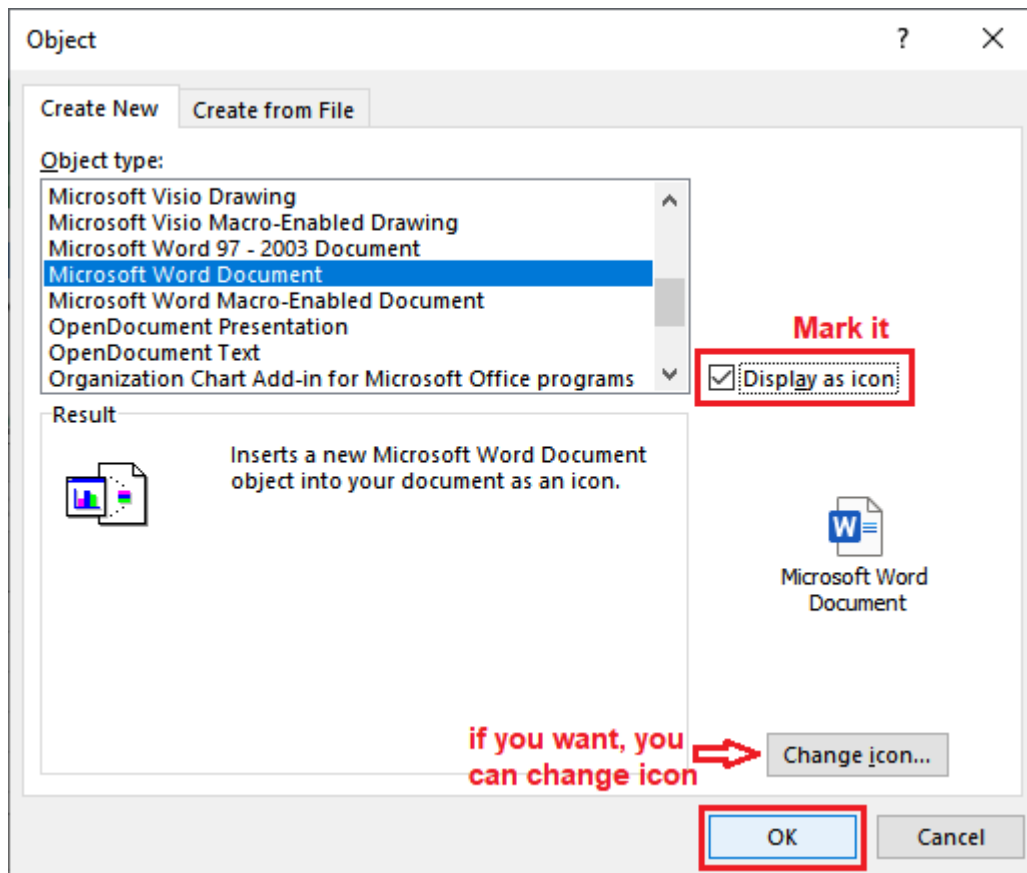 Object
?
Create New
Create from File
Object type:
Microsoft Visio Drawing
Microsoft Visio Macro-Enabled Drawing
Microsoft Word 97 - 2003 Document
Microsoft Word Document
Microsoft Word Macro-Enabled Document
OpenDocument Presentation
OpenDocument Text
Organization Chart Add-in for Microsoft Office programs
Mark it
Display as icon
Result
Inserts a new Microsoft Word Document
object into your document as an icon.
W
Microsoft Word
Document
if you want, you
can change icon
Change icon...
OK
Cancel